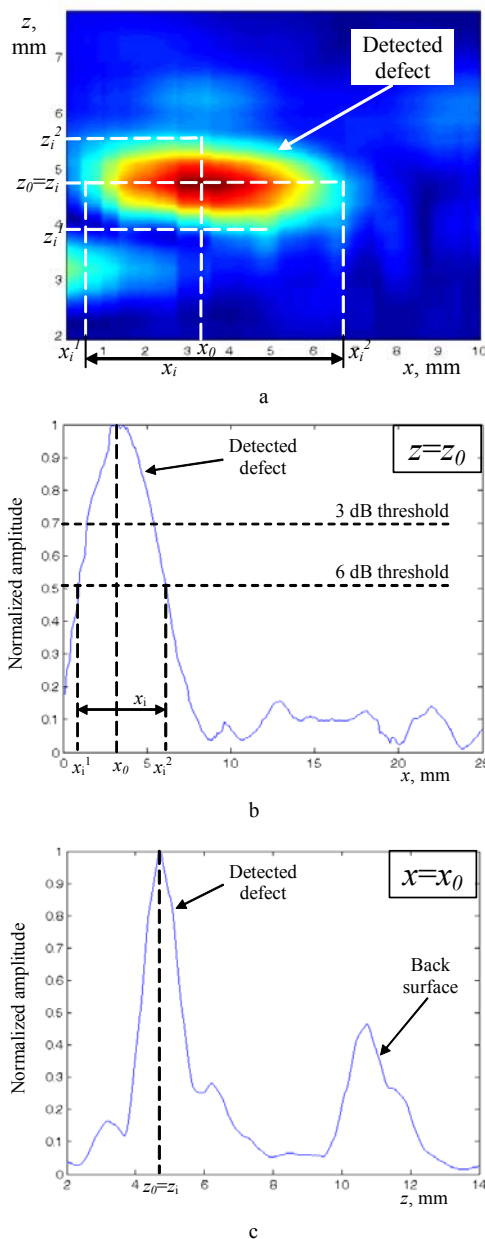 z,
mm
7
6
5
4
3
2
Detected
defect
z_i^2
z_0=z_i
z_i^1
x_i^1
1
2
3
x_0
4
5
6
x_i^2
7
8
9
10
x_i
x, mm
a
Normalized amplitude
1
0.9
0.8
0.7
0.6
0.5
0.4
0.3
0.2
0.1
0
z=z_0
Detected
defect
3 dB threshold
6 dB threshold
x_i
0
x_i^1
x_0
5
x_i^2
10
15
20
25
x, mm
b
Normalized amplitude
1
0.9
0.8
0.7
0.6
0.5
0.4
0.3
0.2
0.1
0
x=x_0
Detected
defect
Back
surface
2
4
z_0=z_i
6
8
10
12
14
z, mm
c